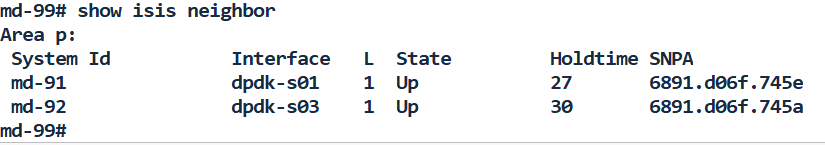 md-99# show isis neighbor
Area p:
 System Id           Interface   L  State         Holdtime SNPA
 md-91               dpdk-s01    1  Up            27       6891.d06f.745e
 md-92               dpdk-s03    1  Up            30       6891.d06f.745a
md-99#